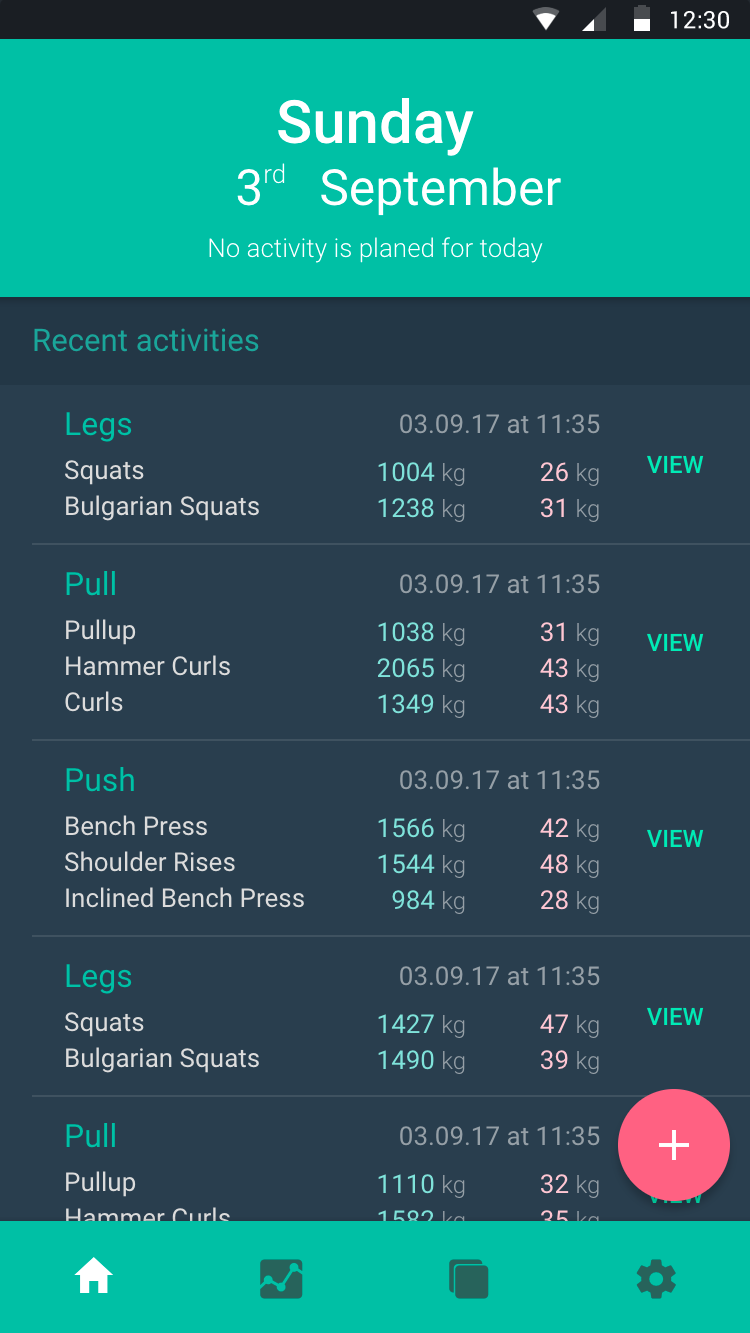 12:30
Sunday
3rd September
No activity is planed for today
Recent activities
Legs 03.09.17 at 11:35
Squats 1004 kg 26 kg
VIEW
Bulgarian Squats 1238 kg 31 kg
Pull 03.09.17 at 11:35
Pullup 1038 kg 31 kg
VIEW
Hammer Curls 2065 kg 43 kg
Curls 1349 kg 43 kg
Push 03.09.17 at 11:35
Bench Press 1566 kg 42 kg
VIEW
Shoulder Rises 1544 kg 48 kg
Inclined Bench Press 984 kg 28 kg
Legs 03.09.17 at 11:35
Squats 1427 kg 47 kg
VIEW
Bulgarian Squats 1490 kg 39 kg
Pull 03.09.17 at 11:35
Pullup 1110 kg 32 kg
Hammer Curls 1582 kg 35 kg